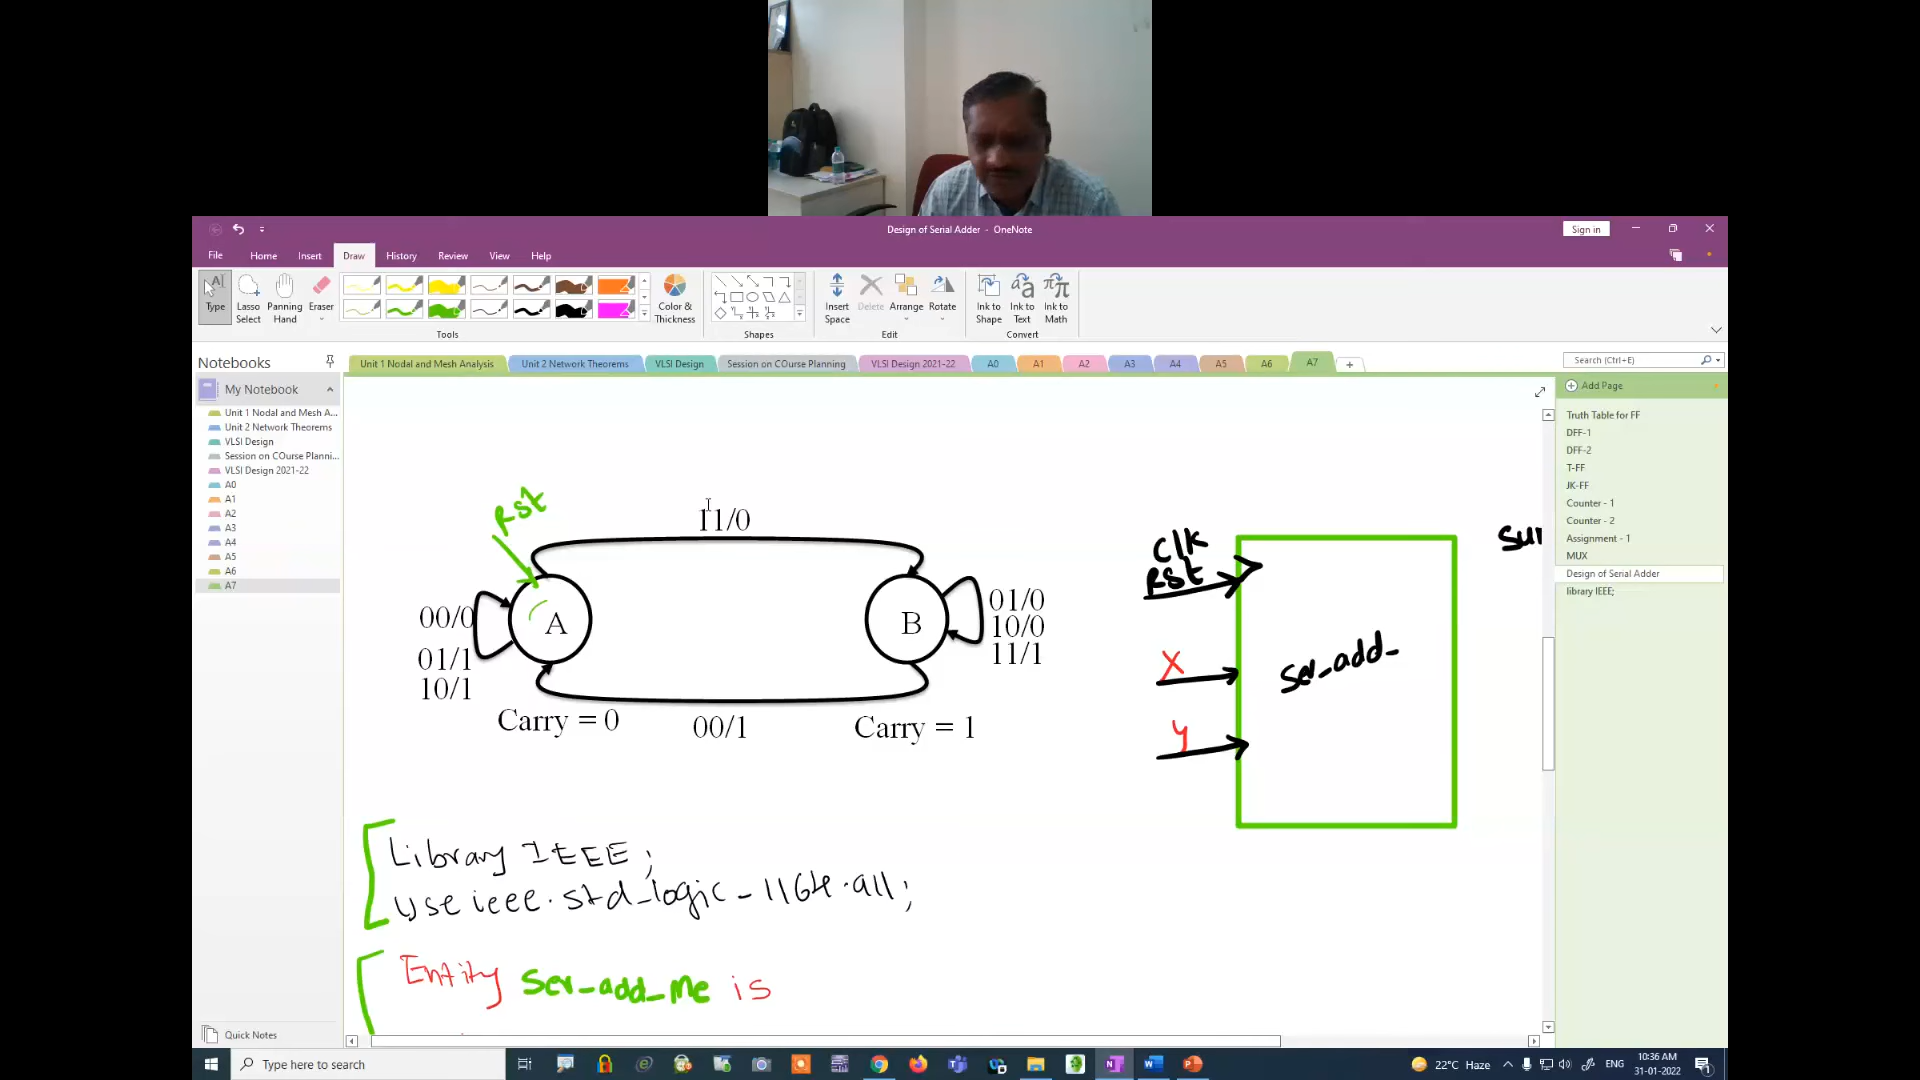 Design of Serial Adder - OneNote
Sign in
File Home Insert Draw History Review View Help
Type
Lasso Select
Panning Hand
Eraser
Color & Thickness
Insert Space
Delete
Arrange
Rotate
Ink to Shape
Ink to Text
Ink to Math
Tools
Shapes
Edit
Convert
Notebooks
My Notebook
Unit 1 Nodal and Mesh A...
Unit 2 Network Theorems
VLSI Design
Session on COurse Planni...
VLSI Design 2021-22
A0
A1
A2
A3
A4
A5
A6
A7
Quick Notes
Unit 1 Nodal and Mesh Analysis
Unit 2 Network Theorems
VLSI Design
Session on COurse Planning
VLSI Design 2021-22
A0 A1 A2 A3 A4 A5 A6 A7 +
Search (Ctrl+E)
Add Page
Truth Table for FF
DFF-1
DFF-2
T-FF
JK-FF
Counter - 1
Counter - 2
Assignment - 1
MUX
Design of Serial Adder
library IEEE;
Rst
11/0
00/0
01/1
10/1
A
B
01/0
10/0
11/1
Carry = 0
00/1
Carry = 1
Clk
Rst
X
Y
Ser_add_
Library IEEE;
Use ieee.std_logic_1164.all;
Entity Ser_add_Me is
Type here to search
22°C Haze
ENG
10:36 AM
31-01-2022